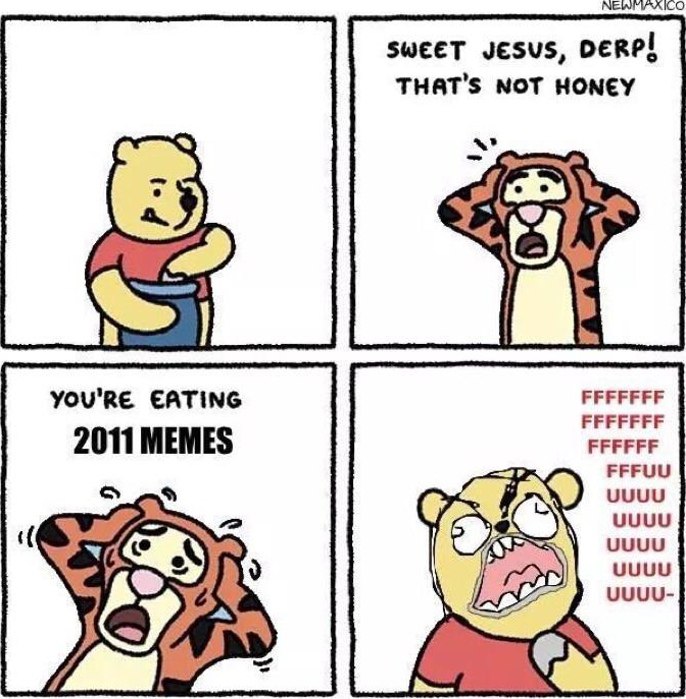 NEWMAXICO
SWEET JESUS, DERP!
THAT'S NOT HONEY
YOU'RE EATING
2011 MEMES
FFFFFFF
FFFFFFF
FFFFFF
FFFUU
UUUU
UUUU
UUUU
UUUU
UUUU-